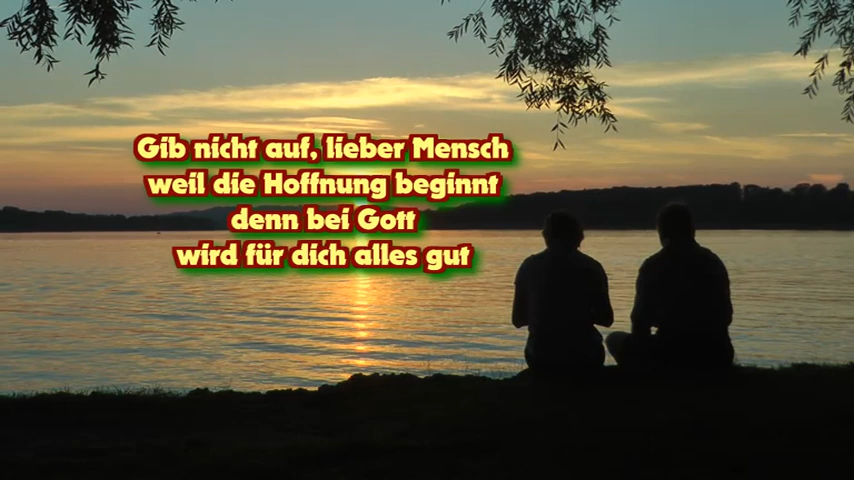 Gib nicht auf, lieber Mensch
weil die Hoffnung beginnt
denn bei Gott
wird für dich alles gut